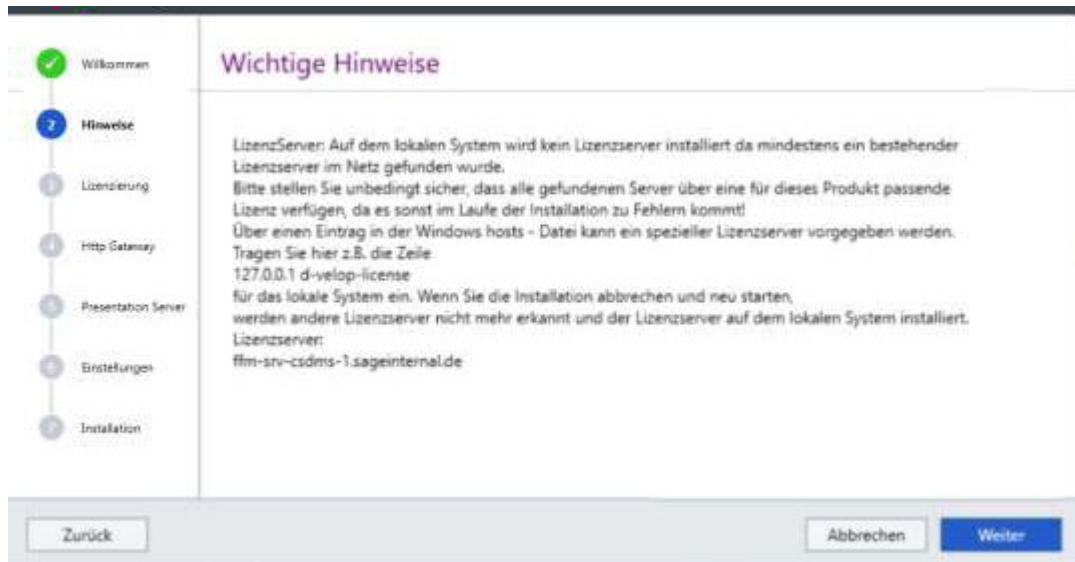 Willkommen
Wichtige Hinweise
2
Hinweise
LizenzServer: Auf dem lokalen System wird kein Lizenzserver installiert da mindestens ein bestehender
Lizenzserver im Netz gefunden wurde.
Lizenzierung
Bitte stellen Sie unbedingt sicher, dass alle gefundenen Server über eine für dieses Produkt passende
Lizenz verfügen, da es sonst im Laufe der Installation zu Fehlern kommt!
Über einen Eintrag in der Windows hosts - Datei kann ein spezieller Lizenzserver vorgegeben werden.
Http Gateway
Tragen Sie hier z.B. die Zeile
127.0.0.1 d-velop-license
für das lokale System ein. Wenn Sie die Installation abbrechen und neu starten,
Presentation Server
werden andere Lizenzserver nicht mehr erkannt und der Lizenzserver auf dem lokalen System installiert.
Lizenzserver:
ffm-srv-csdms-1.sageinternal.de
Einstellungen
Installation
Zurück
Abbrechen
Weiter